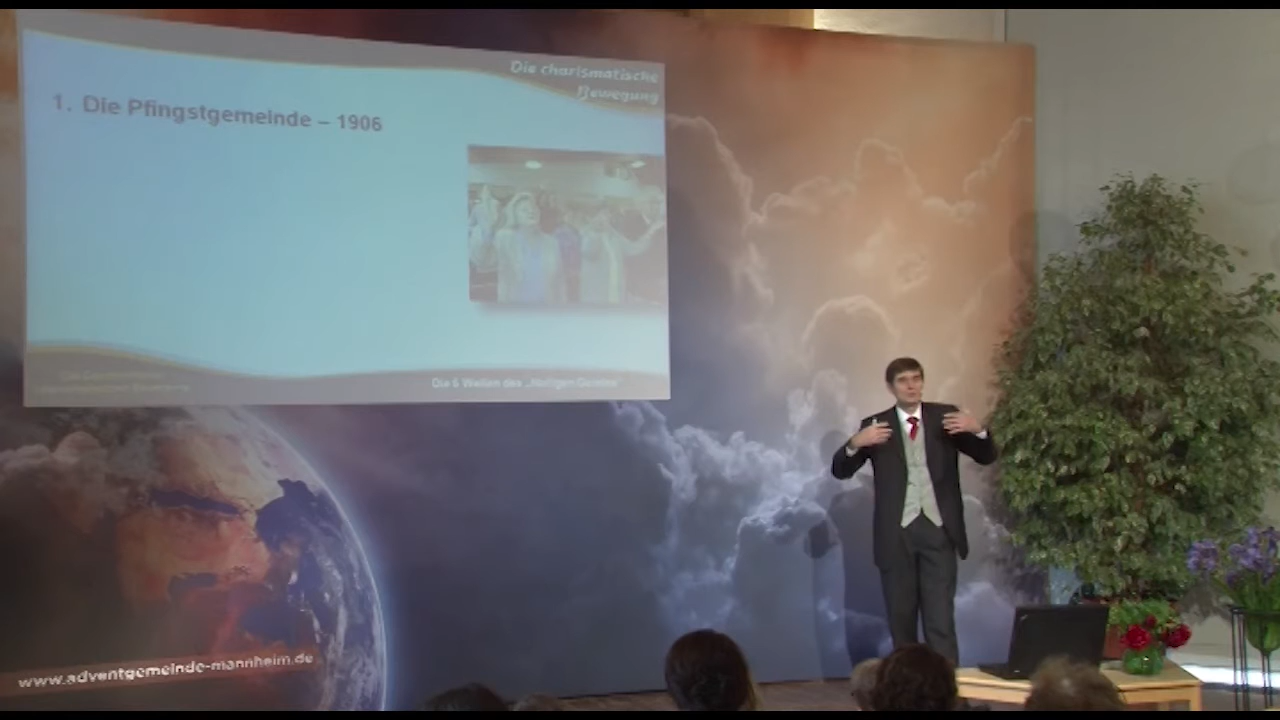 Die charismatische
Bewegung
1. Die Pfingstgemeinde – 1906
Die 5 Wellen des „Heiligen Geistes"
www.adventgemeinde-mannheim.de